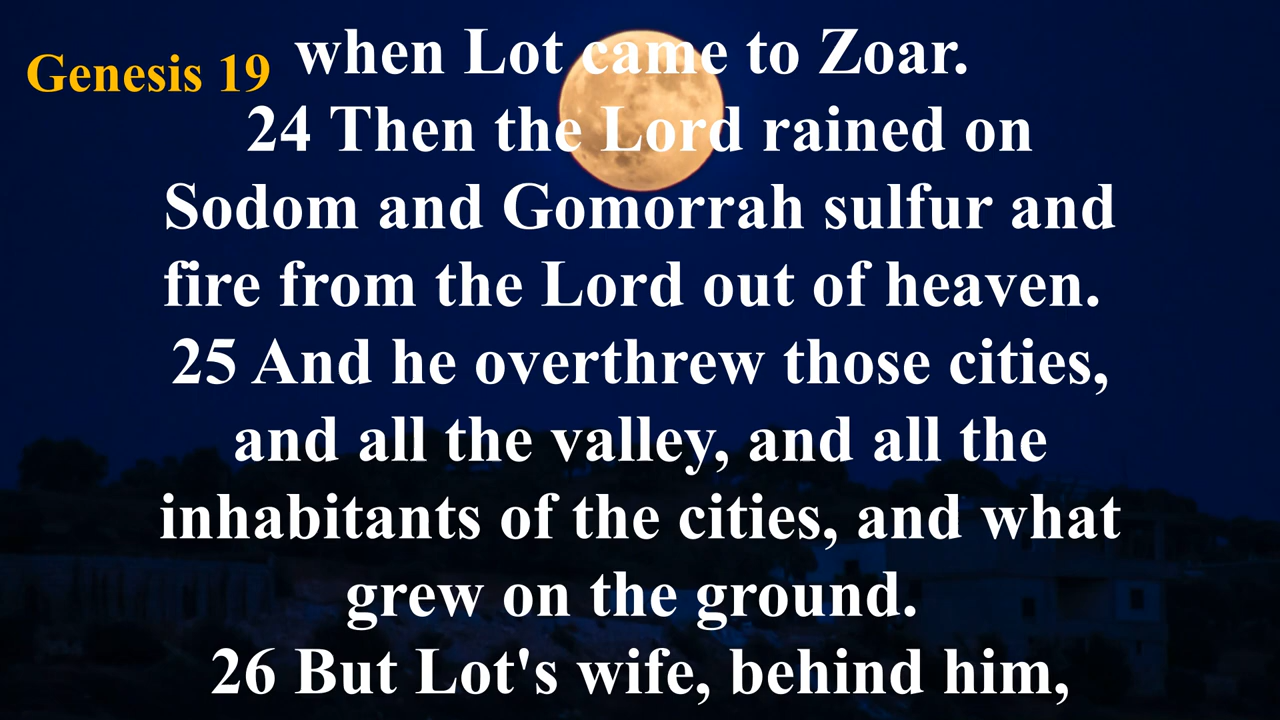 Genesis 19
when Lot came to Zoar.
24 Then the Lord rained on
Sodom and Gomorrah sulfur and
fire from the Lord out of heaven.
25 And he overthrew those cities,
and all the valley, and all the
inhabitants of the cities, and what
grew on the ground.
26 But Lot's wife, behind him,